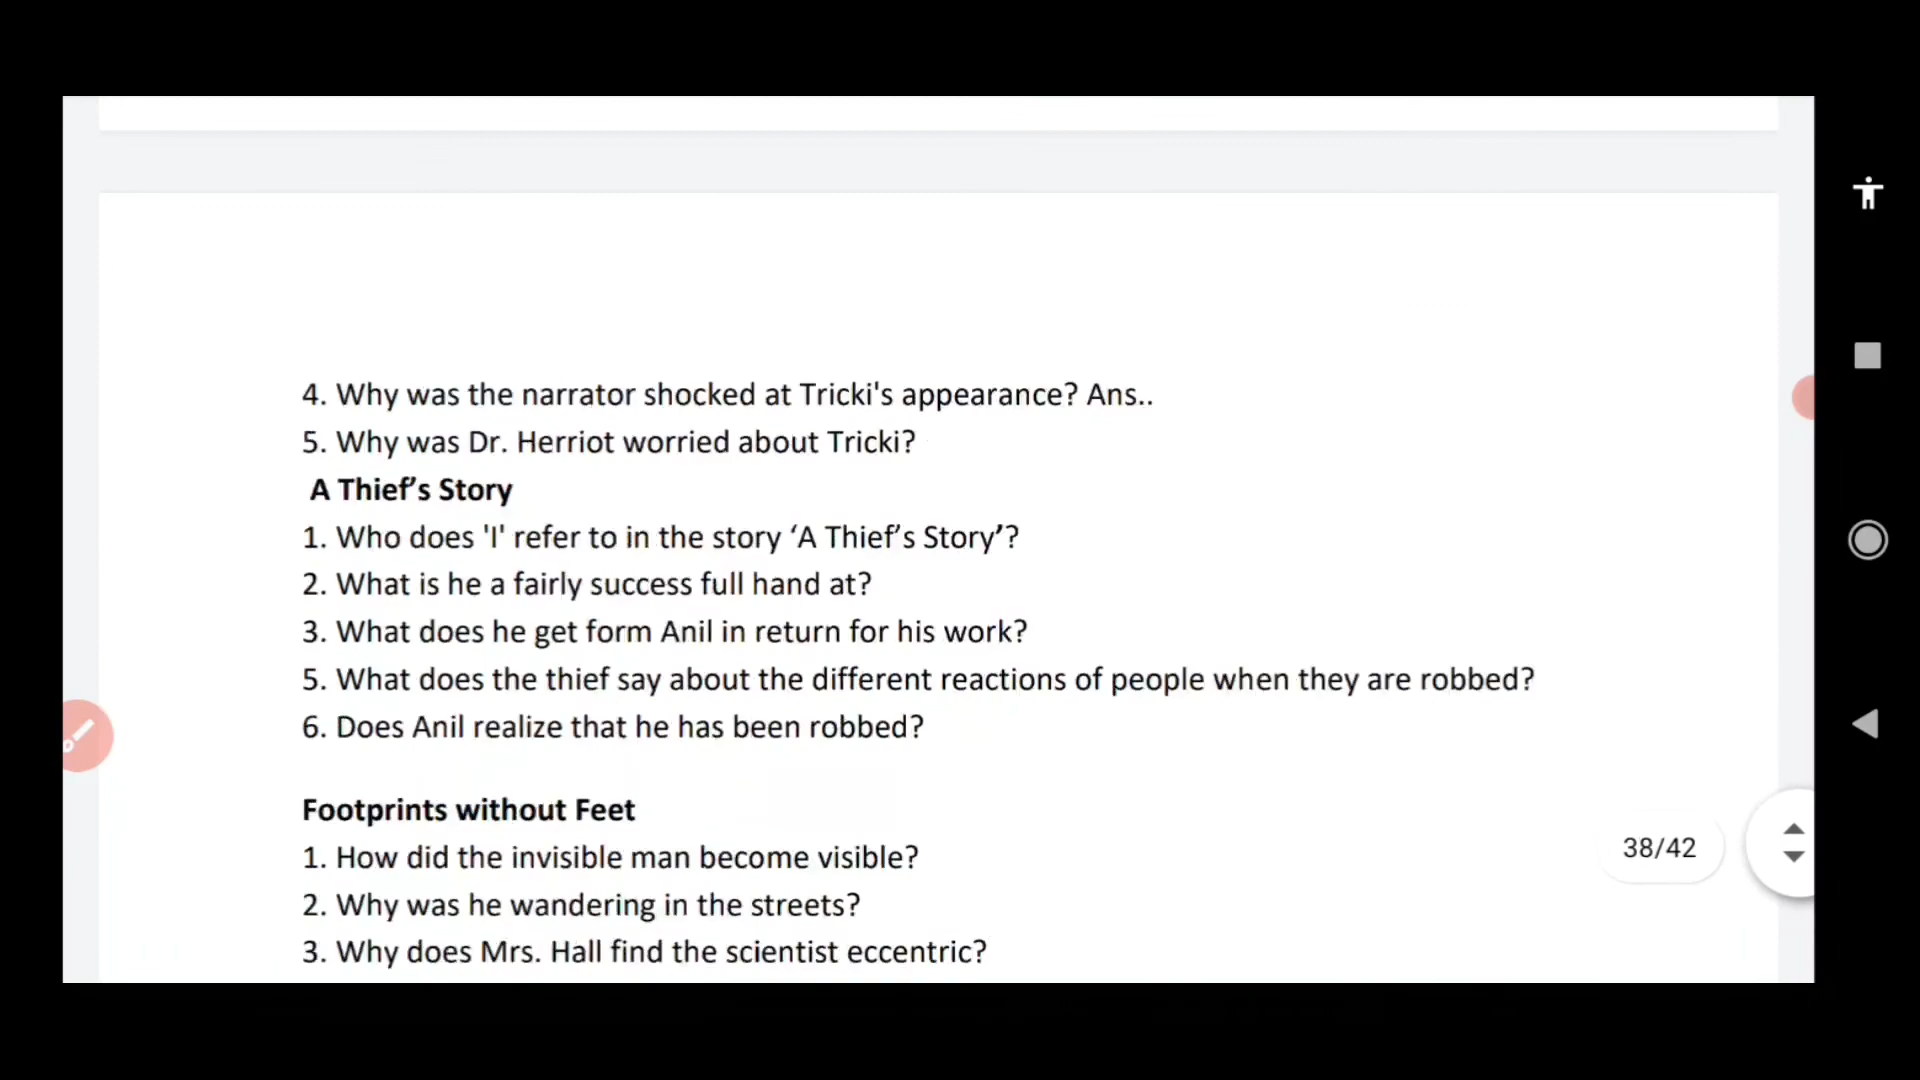 4. Why was the narrator shocked at Tricki's appearance? Ans..
5. Why was Dr. Herriot worried about Tricki?
A Thief’s Story
1. Who does 'I' refer to in the story ‘A Thief’s Story’?
2. What is he a fairly success full hand at?
3. What does he get form Anil in return for his work?
5. What does the thief say about the different reactions of people when they are robbed?
6. Does Anil realize that he has been robbed?
Footprints without Feet
1. How did the invisible man become visible?
38/42
2. Why was he wandering in the streets?
3. Why does Mrs. Hall find the scientist eccentric?